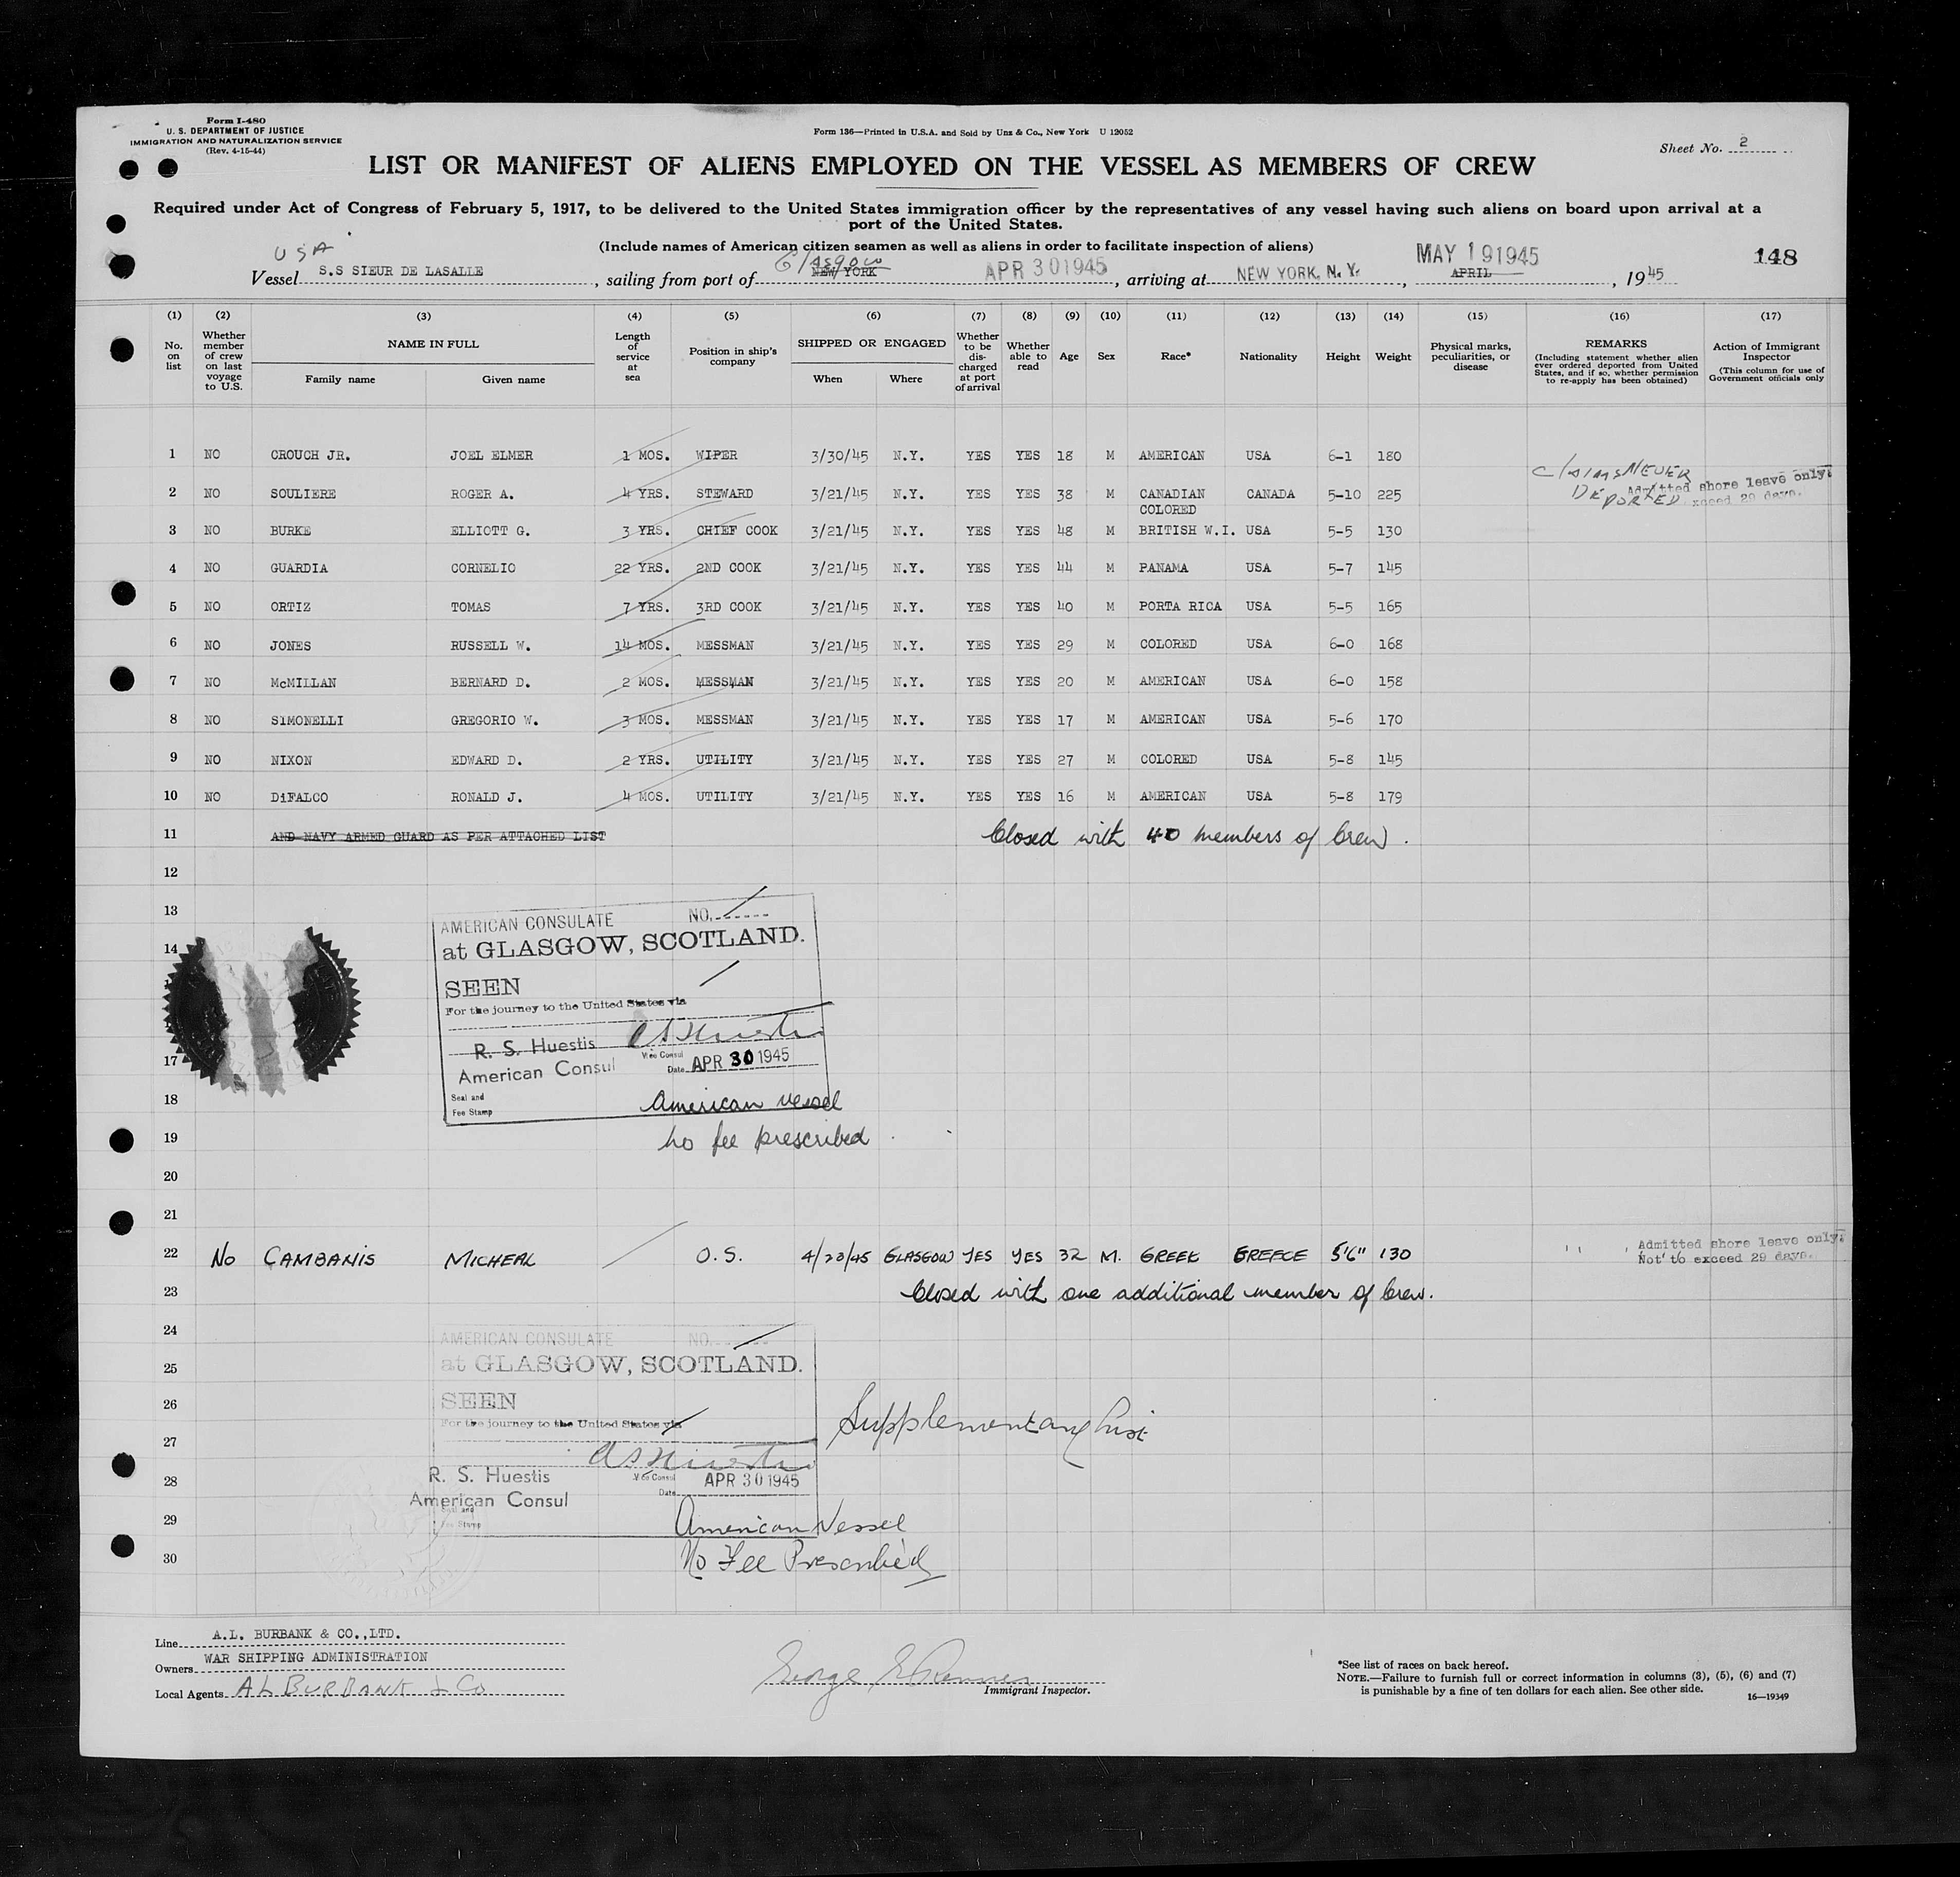 Form I-480
U. S. DEPARTMENT OF JUSTICE
IMMIGRATION AND NATURALIZATION SERVICE
(Rev. 4-15-44)
Form 136—Printed in U.S.A. and Sold by Unz & Co., New York U 12052
Sheet No. 2
LIST OR MANIFEST OF ALIENS EMPLOYED ON THE VESSEL AS MEMBERS OF CREW
Required under Act of Congress of February 5, 1917, to be delivered to the United States immigration officer by the representatives of any vessel having such aliens on board upon arrival at a
port of the United States.
(Include names of American citizen seamen as well as aliens in order to facilitate inspection of aliens)
USA Glasgow MAY 19 1945 148
Vessel S.S SIEUR DE LASALLE, sailing from port of NEW YORK APR 30 1945, arriving at NEW YORK, N. Y., APRIL, 1945
(1) (2) (3) (4) (5) (6) (7) (8) (9) (10) (11) (12) (13) (14) (15) (16) (17)
No. on list
Whether member of crew on last voyage to U.S.
NAME IN FULL
Family name Given name
Length of service at sea
Position in ship's company
SHIPPED OR ENGAGED
When Where
Whether to be discharged at port of arrival
Whether able to read
Age
Sex
Race*
Nationality
Height
Weight
Physical marks, peculiarities, or disease
REMARKS
(Including statement whether alien ever ordered deported from United States, and if so, whether permission to re-apply has been obtained)
Action of Immigrant Inspector
(This column for use of Government officials only
1 NO CROUCH JR. JOEL ELMER 1 MOS. WIPER 3/30/45 N.Y. YES YES 18 M AMERICAN USA 6-1 180
2 NO SOULIERE ROGER A. 4 YRS. STEWARD 3/21/45 N.Y. YES YES 38 M CANADIAN CANADA 5-10 225 CLAIMS NEVER DEPORTED Admitted shore leave only. exceed 29 days.
COLORED
3 NO BURKE ELLIOTT G. 3 YRS. CHIEF COOK 3/21/45 N.Y. YES YES 48 M BRITISH W.I. USA 5-5 130
4 NO GUARDIA CORNELIO 22 YRS. 2ND COOK 3/21/45 N.Y. YES YES 44 M PANAMA USA 5-7 145
5 NO ORTIZ TOMAS 7 YRS. 3RD COOK 3/21/45 N.Y. YES YES 40 M PORTA RICA USA 5-5 165
6 NO JONES RUSSELL W. 14 MOS. MESSMAN 3/21/45 N.Y. YES YES 29 M COLORED USA 6-0 168
7 NO McMILLAN BERNARD D. 2 MOS. MESSMAN 3/21/45 N.Y. YES YES 20 M AMERICAN USA 6-0 158
8 NO SIMONELLI GREGORIO W. 3 MOS. MESSMAN 3/21/45 N.Y. YES YES 17 M AMERICAN USA 5-6 170
9 NO NIXON EDWARD D. 2 YRS. UTILITY 3/21/45 N.Y. YES YES 27 M COLORED USA 5-8 145
10 NO DiFALCO RONALD J. 4 MOS. UTILITY 3/21/45 N.Y. YES YES 16 M AMERICAN USA 5-8 179
11 AND NAVY ARMED GUARD AS PER ATTACHED LIST Closed with 40 members of Crew.
12
13
AMERICAN CONSULATE NO.
14
at GLASGOW, SCOTLAND.
SEEN
For the journey to the United States via
R. S. Huestis
17
Vice Consul
American Consul Date APR 30 1945
Seal and
18
Fee Stamp
American vessel
19 no fee prescribed
20
21
22 No CAMBANIS MICHEAL O.S. 4/30/45 GLASGOW YES YES 32 M. GREEK GREECE 5'6" 130 " " Admitted shore leave only. Not to exceed 29 days.
23 Closed with one additional member of Crew.
24
AMERICAN CONSULATE NO.
25 at GLASGOW, SCOTLAND.
26 SEEN
For the journey to the United States via
Supplementary List
27
28 R. S. Huestis Vice Consul
Date APR 30 1945
American Consul
Seal and
Fee Stamp
29 American Vessel
30 No Fee Prescribed
Line A.L. BURBANK & CO.,LTD.
Owners WAR SHIPPING ADMINISTRATION
Local Agents A L BURBANK & Co
Immigrant Inspector.
*See list of races on back hereof.
NOTE.—Failure to furnish full or correct information in columns (3), (5), (6) and (7)
is punishable by a fine of ten dollars for each alien. See other side.
16—19349